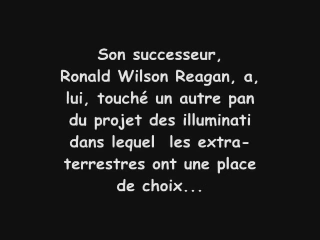 Son successeur,
Ronald Wilson Reagan, a,
lui, touché un autre pan
du projet des illuminati
dans lequel  les extra-
terrestres ont une place
de choix...